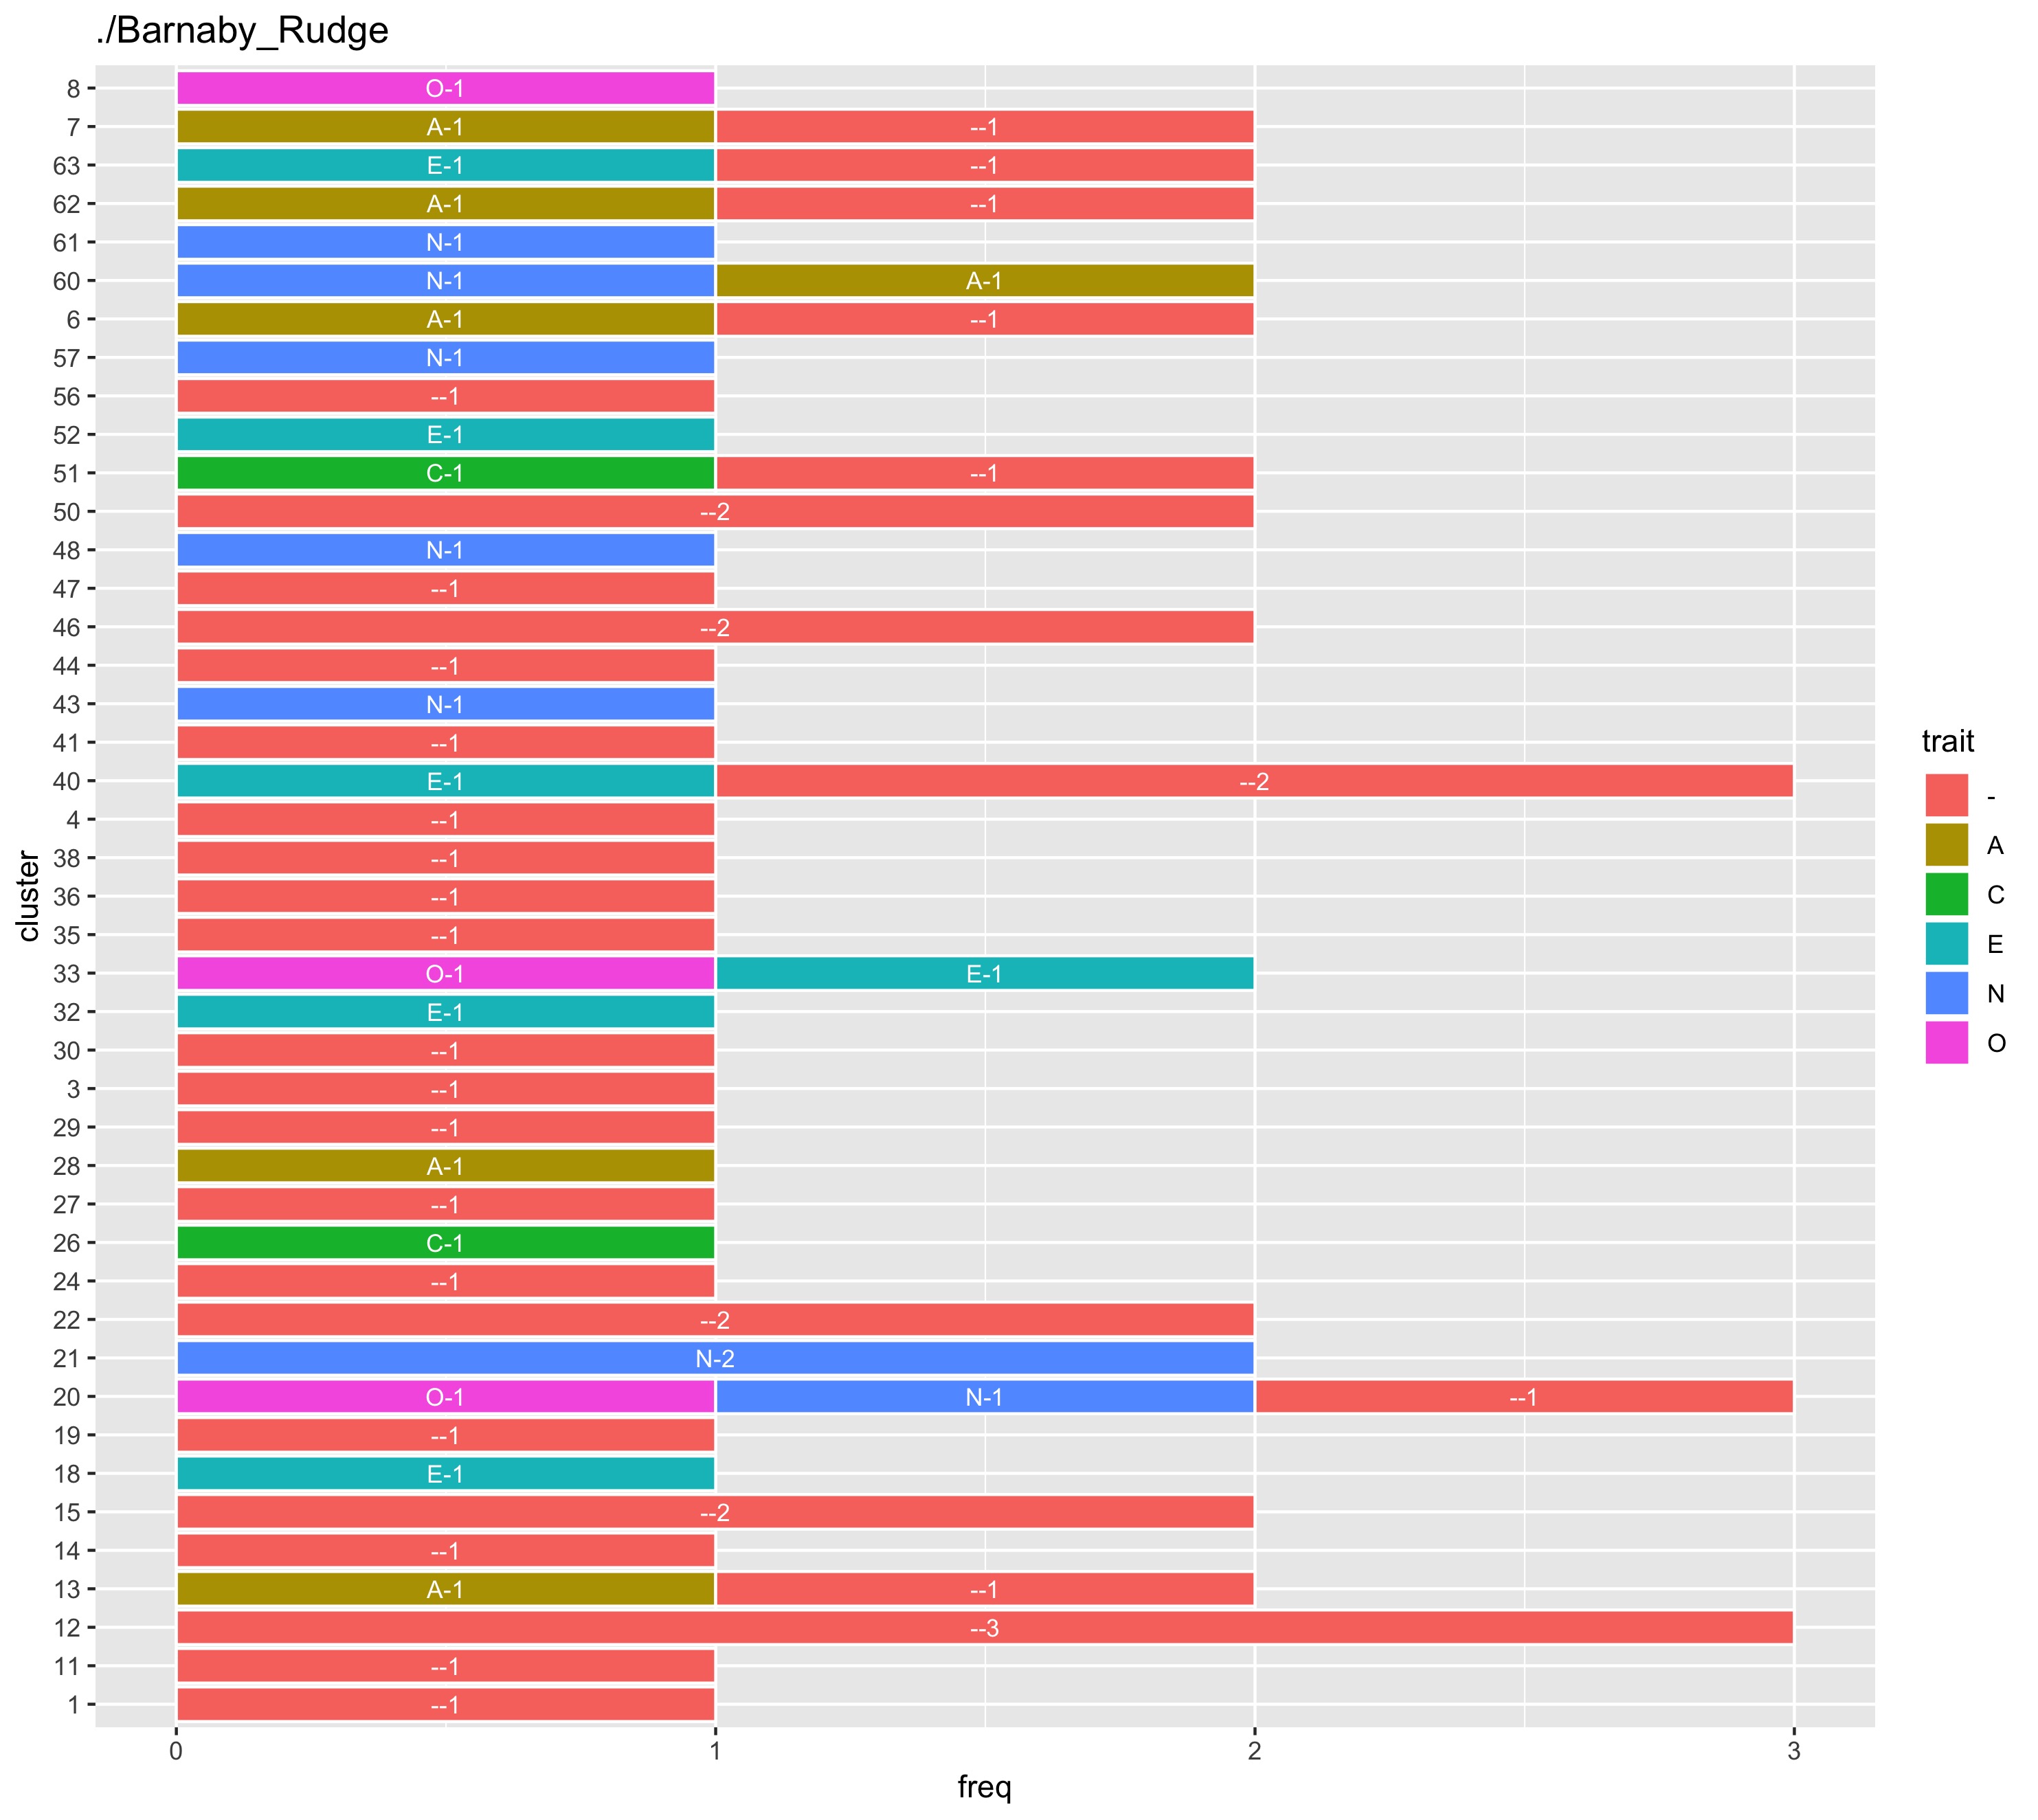 ./Barnaby_Rudge
8 O-1
7 A-1 --1
63 E-1 --1
62 A-1 --1
61 N-1
60 N-1 A-1
6 A-1 --1
57 N-1
56 --1
52 E-1
51 C-1 --1
50 --2
48 N-1
47 --1
46 --2
44 --1
43 N-1
41 --1
40 E-1 --2
4 --1
38 --1
36 --1
35 --1
33 O-1 E-1
32 E-1
30 --1
3 --1
29 --1
28 A-1
27 --1
26 C-1
24 --1
22 --2
21 N-2
20 O-1 N-1 --1
19 --1
18 E-1
15 --2
14 --1
13 A-1 --1
12 --3
11 --1
1 --1
0 1 2 3
freq
cluster
trait
-
A
C
E
N
O